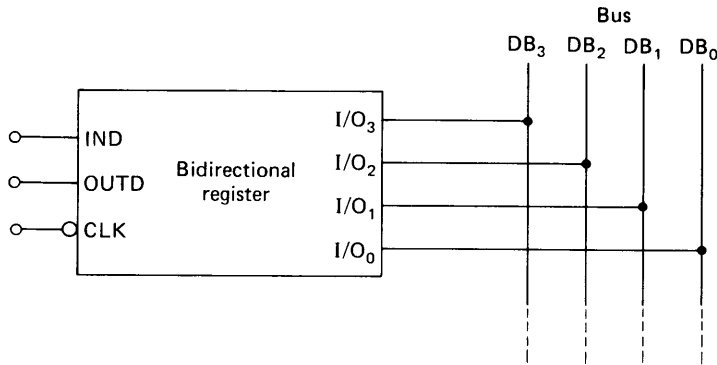 Bus
DB₃ DB₂ DB₁ DB₀
I/O₃
IND
I/O₂
Bidirectional
register
OUTD
I/O₁
CLK
I/O₀